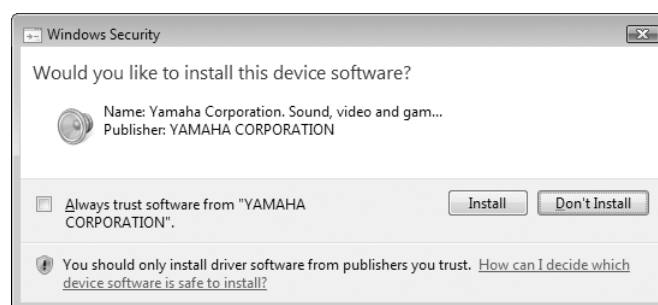 Windows Security
Would you like to install this device software?
Name: Yamaha Corporation. Sound, video and gam...
Publisher: YAMAHA CORPORATION
Always trust software from "YAMAHA
CORPORATION".
Install
Don't Install
You should only install driver software from publishers you trust. How can I decide which
device software is safe to install?